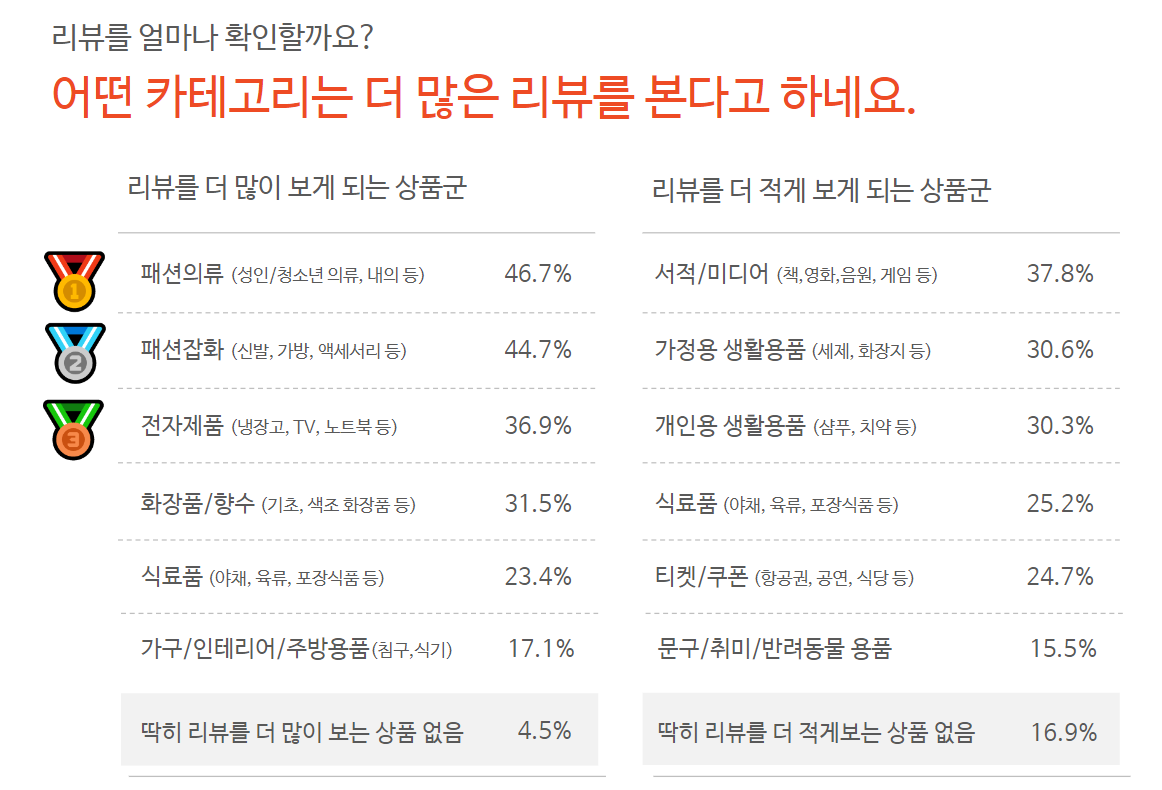 리뷰를 얼마나 확인할까요?
어떤 카테고리는 더 많은 리뷰를 본다고 하네요.
리뷰를 더 많이 보게 되는 상품군
1 패션의류 (성인/청소년 의류, 내의 등) 46.7%
2 패션잡화 (신발, 가방, 액세서리 등) 44.7%
3 전자제품 (냉장고, TV, 노트북 등) 36.9%
화장품/향수 (기초, 색조 화장품 등) 31.5%
식료품 (야채, 육류, 포장식품 등) 23.4%
가구/인테리어/주방용품(침구,식기) 17.1%
딱히 리뷰를 더 많이 보는 상품 없음 4.5%
리뷰를 더 적게 보게 되는 상품군
서적/미디어 (책,영화,음원, 게임 등) 37.8%
가정용 생활용품 (세제, 화장지 등) 30.6%
개인용 생활용품 (샴푸, 치약 등) 30.3%
식료품 (야채, 육류, 포장식품 등) 25.2%
티켓/쿠폰 (항공권, 공연, 식당 등) 24.7%
문구/취미/반려동물 용품 15.5%
딱히 리뷰를 더 적게보는 상품 없음 16.9%